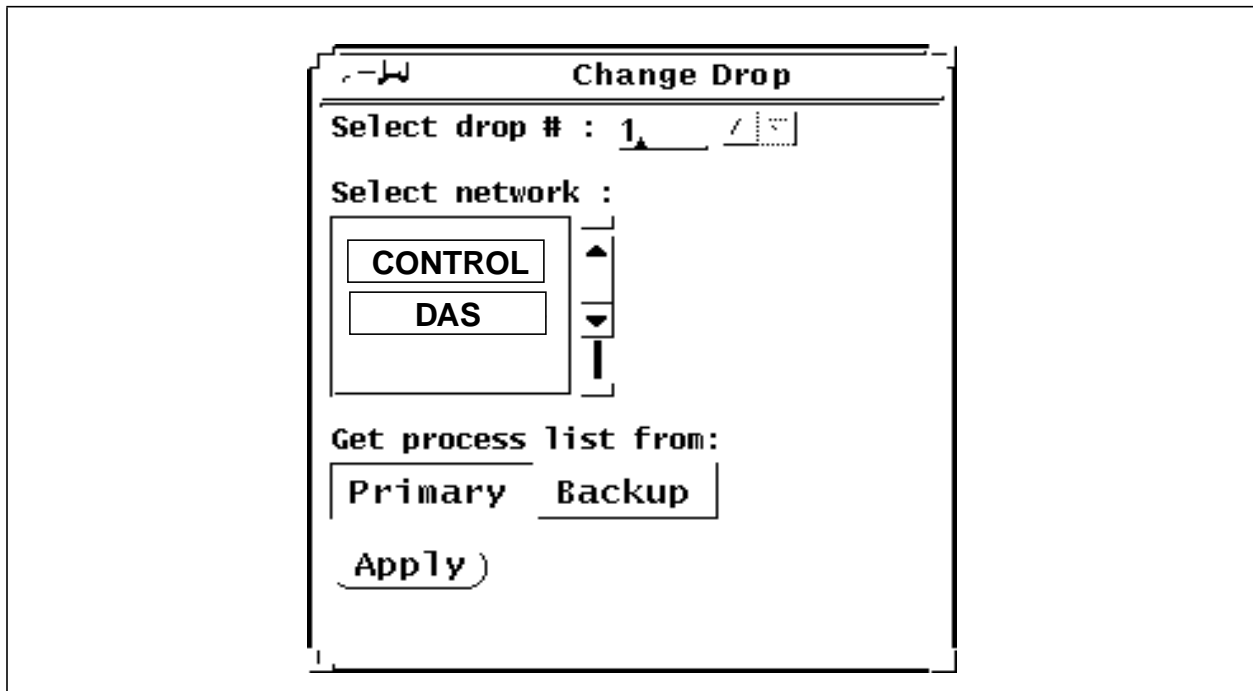 Change Drop
Select drop # : 1
Select network :
CONTROL
DAS
Get process list from:
Primary Backup
Apply